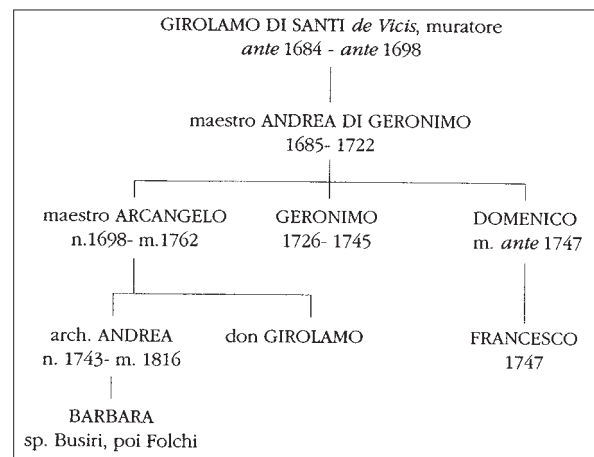 GIROLAMO DI SANTI de Vicis, muratore
ante 1684 - ante 1698
maestro ANDREA DI GERONIMO
1685- 1722
maestro ARCANGELO
n.1698- m.1762
GERONIMO
1726- 1745
DOMENICO
m. ante 1747
arch. ANDREA
n. 1743- m. 1816
don GIROLAMO
FRANCESCO
1747
BARBARA
sp. Busiri, poi Folchi